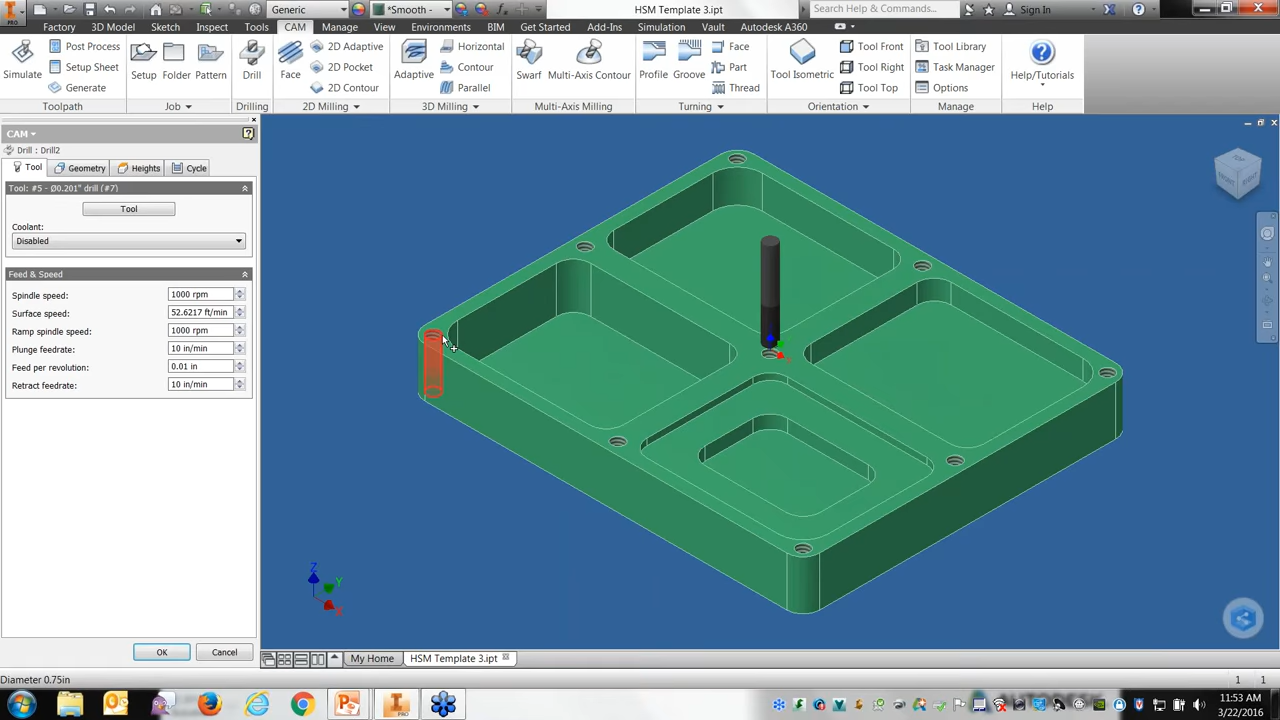 Generic
*Smooth -
HSM Template 3.ipt
Search Help & Commands...
Sign In
PRO
Factory 3D Model Sketch Inspect Tools CAM Manage View Environments BIM Get Started Add-Ins Simulation Vault Autodesk A360
Simulate
Post Process
Setup Sheet
Generate
Toolpath
Setup
Folder
Pattern
Job
Drill
Drilling
Face
2D Adaptive
2D Pocket
2D Contour
2D Milling
Adaptive
Horizontal
Contour
Parallel
3D Milling
Swarf
Multi-Axis Contour
Multi-Axis Milling
Profile
Groove
Face
Part
Thread
Turning
Tool Isometric
Tool Front
Tool Right
Tool Top
Orientation
Tool Library
Task Manager
Options
Manage
Help/Tutorials
Help
CAM
Drill : Drill2
Tool Geometry Heights Cycle
Tool: #5 - Ø0.201" drill (#7)
Tool
Coolant:
Disabled
Feed & Speed
Spindle speed: 1000 rpm
Surface speed: 52.6217 ft/min
Ramp spindle speed: 1000 rpm
Plunge feedrate: 10 in/min
Feed per revolution: 0.01 in
Retract feedrate: 10 in/min
OK Cancel
TOP
FRONT
RIGHT
Z
Y
X
My Home HSM Template 3.ipt
Diameter 0.75in
1 1
PRO
11:53 AM
3/22/2016